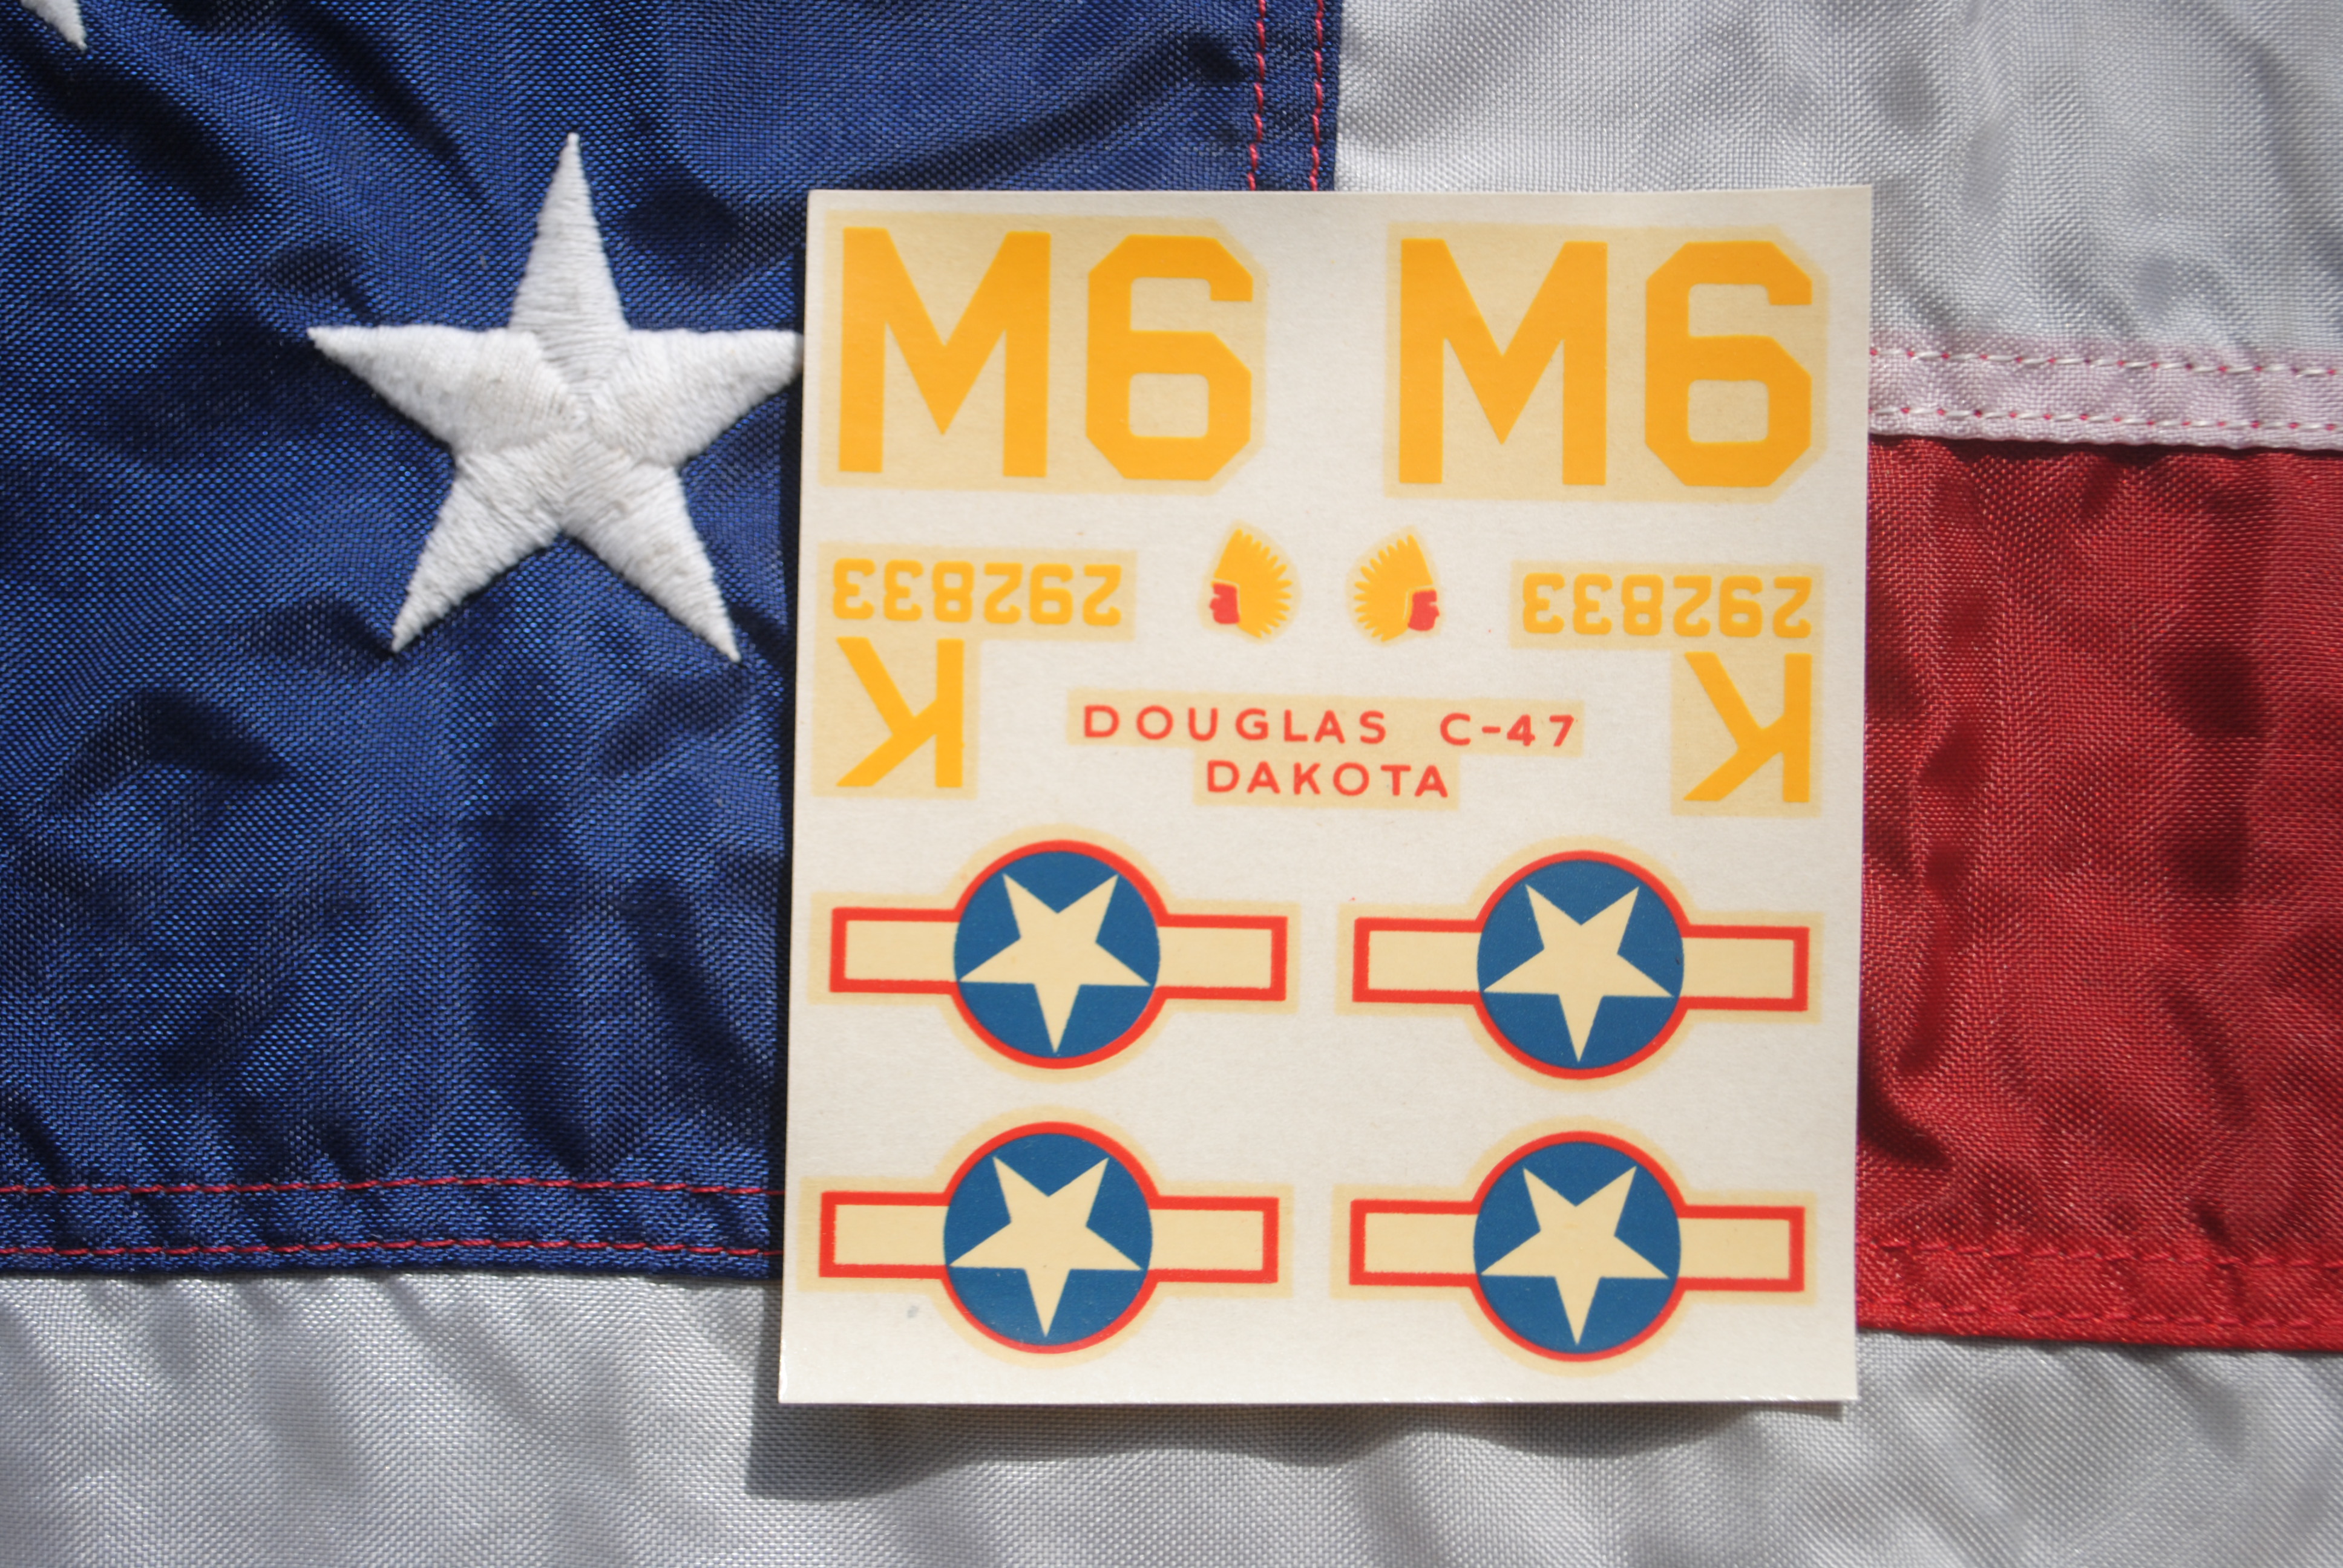 M6 M6
292833 292833
K K
DOUGLAS C-47
DAKOTA